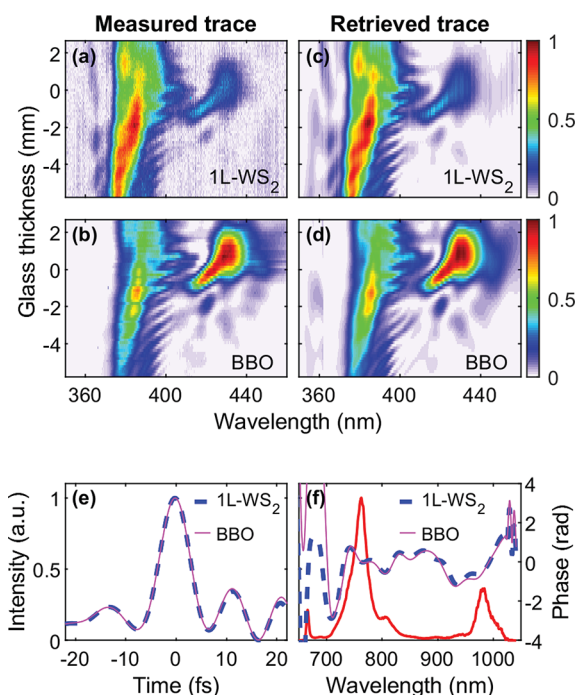 Measured trace Retrieved trace
(a) (c)
2
0
-2
-4
1L-WS2 1L-WS2
1
0.5
0
Glass thickness (mm)
(b) (d)
2
0
-2
-4
BBO BBO
1
0.5
0
360 400 440 360 400 440
Wavelength (nm)
(e) (f)
1L-WS2 1L-WS2
BBO BBO
Intensity (a.u.)
1
0.5
0
4
2
0
-2
-4
Phase (rad)
-20 -10 0 10 20 700 800 900 1000
Time (fs) Wavelength (nm)